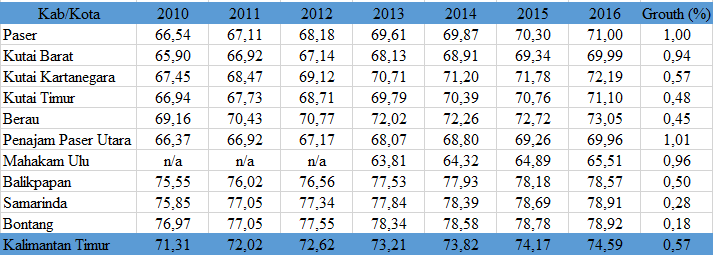 Kab/Kota 2010 2011 2012 2013 2014 2015 2016 Grouth (%)
Paser 66,54 67,11 68,18 69,61 69,87 70,30 71,00 1,00
Kutai Barat 65,90 66,92 67,14 68,13 68,91 69,34 69,99 0,94
Kutai Kartanegara 67,45 68,47 69,12 70,71 71,20 71,78 72,19 0,57
Kutai Timur 66,94 67,73 68,71 69,79 70,39 70,76 71,10 0,48
Berau 69,16 70,43 70,77 72,02 72,26 72,72 73,05 0,45
Penajam Paser Utara 66,37 66,92 67,17 68,07 68,80 69,26 69,96 1,01
Mahakam Ulu n/a n/a n/a 63,81 64,32 64,89 65,51 0,96
Balikpapan 75,55 76,02 76,56 77,53 77,93 78,18 78,57 0,50
Samarinda 75,85 77,05 77,34 77,84 78,39 78,69 78,91 0,28
Bontang 76,97 77,05 77,55 78,34 78,58 78,78 78,92 0,18
Kalimantan Timur 71,31 72,02 72,62 73,21 73,82 74,17 74,59 0,57